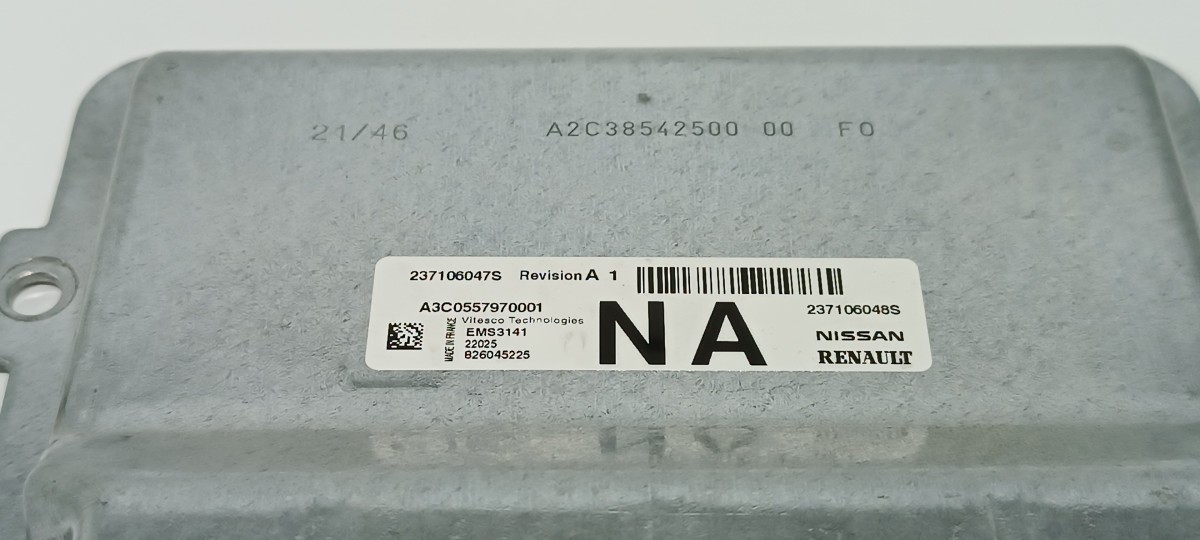 21/46 A2C38542500 00 F0
237106047S Revision A 1
A3C0557970001
237106048S
Vitesco Technologies
MADE IN FRANCE
EMS3141
22025
826045225
NA
NISSAN
RENAULT